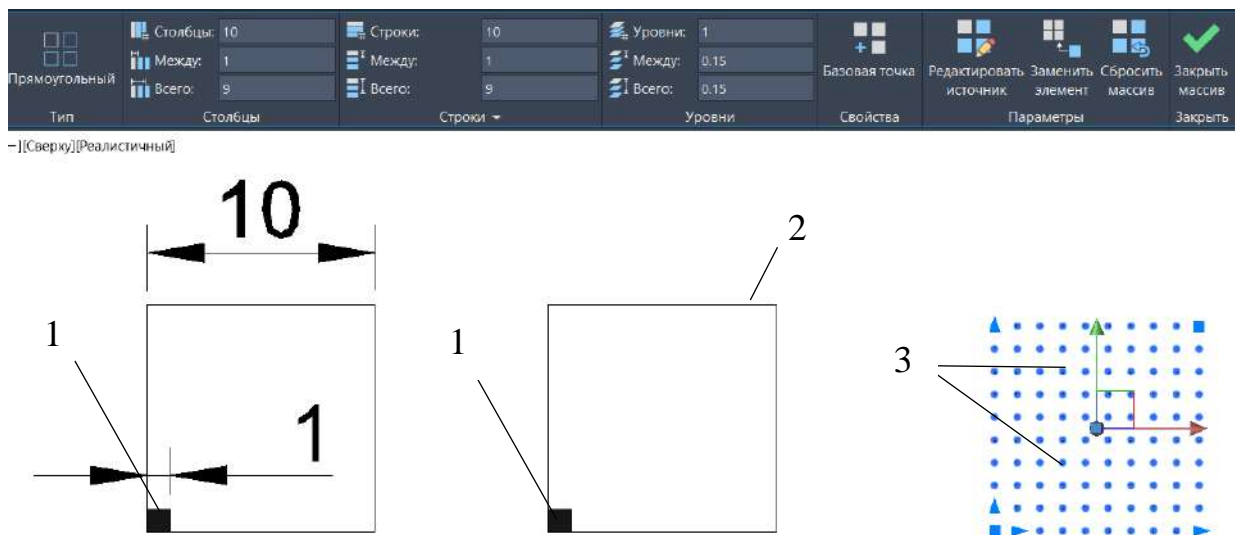 Прямоугольный
Тип
Столбцы: 10
Между: 1
Всего: 9
Столбцы
Строки: 10
Между: 1
Всего: 9
Строки
Уровни: 1
Между: 0.15
Всего: 0.15
Уровни
Базовая точка
Свойства
Редактировать источник
Заменить элемент
Сбросить массив
Параметры
Закрыть массив
Закрыть
−][Сверху][Реалистичный]
10
1
1
2
1
3